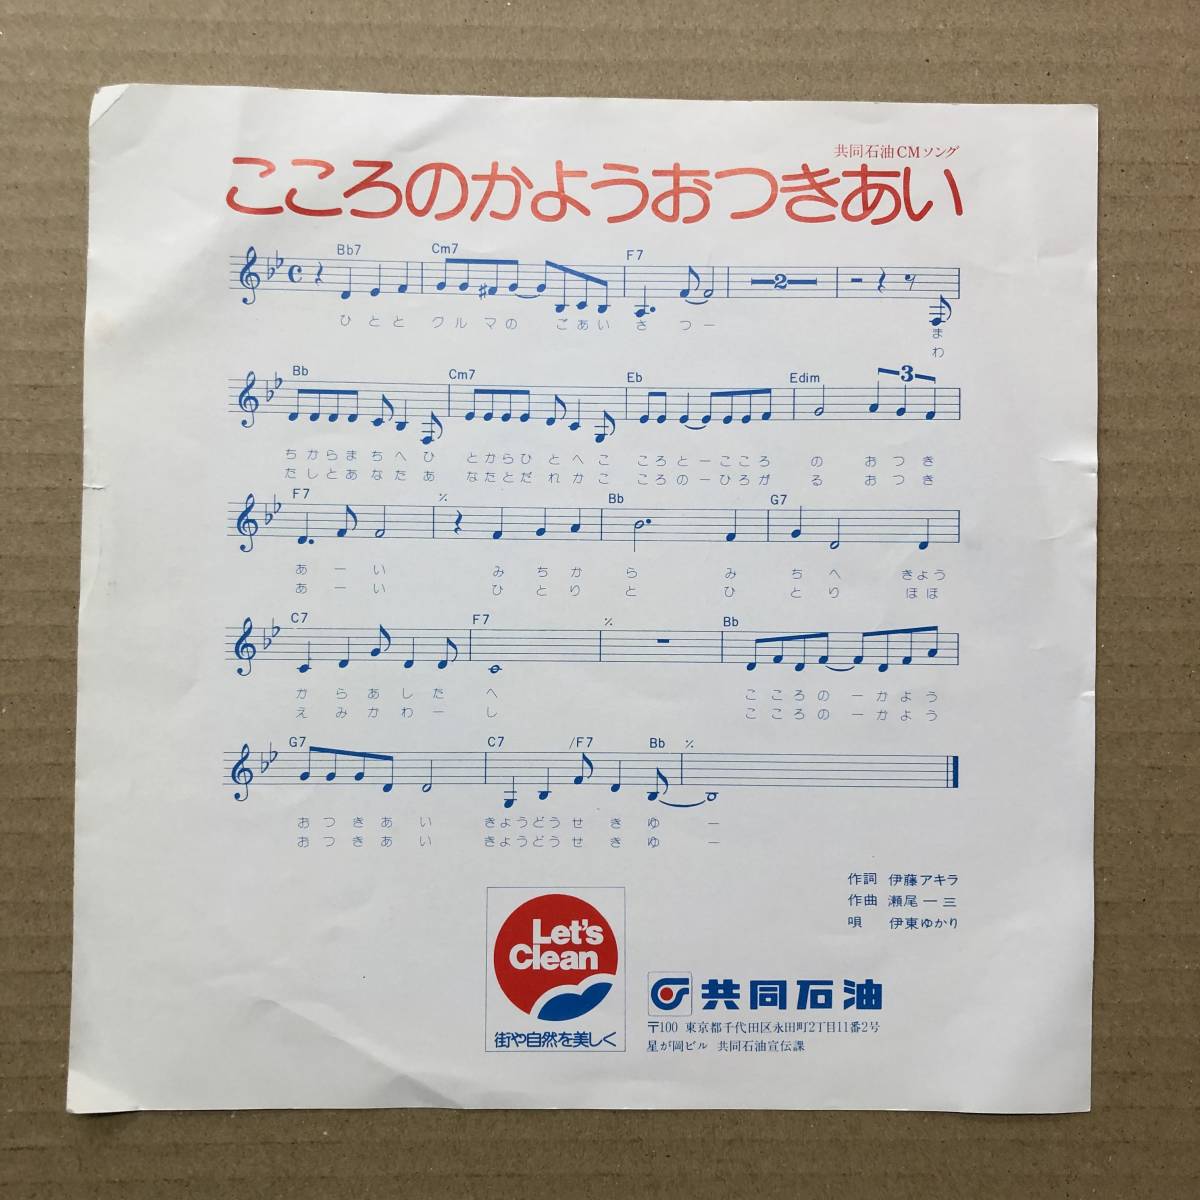 共同石油CMソング
こころのかようおつきあい
Bb7 Cm7 F7
2
ひとと クルマの ごあい さ つー
ま
わ
Bb Cm7 Eb Edim 3
ちからまちへひ とからひとへこ ころとーこころ の おつき
たしとあなたあ なたとだれかこ ころのーひろが る おつき
F7 Bb G7
あーい みちか ら み ちへ きよう
あーい ひとり と ひ とり ほほ
C7 F7 Bb
からあした へ こころのーかよう
えみかわー し こころのーかよう
G7 C7 /F7 Bb
おつきあい きようどうせきゆ ー
おつきあい きようどうせきゆ ー
作詞 伊藤アキラ
作曲 瀬尾一三
唄 伊東ゆかり
Let's
Clean
街や自然を美しく
共同石油
〒100 東京都千代田区永田町2丁目11番2号
星が岡ビル 共同石油宣伝課